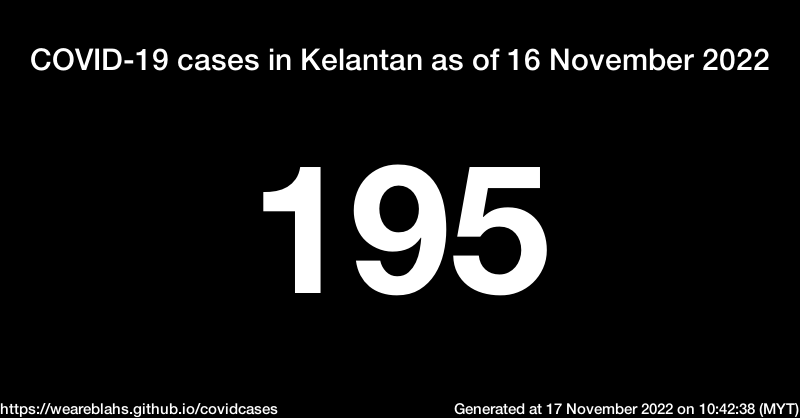 COVID-19 cases in Kelantan as of 16 November 2022
195
https://weareblahs.github.io/covidcases
Generated at 17 November 2022 on 10:42:38 (MYT)